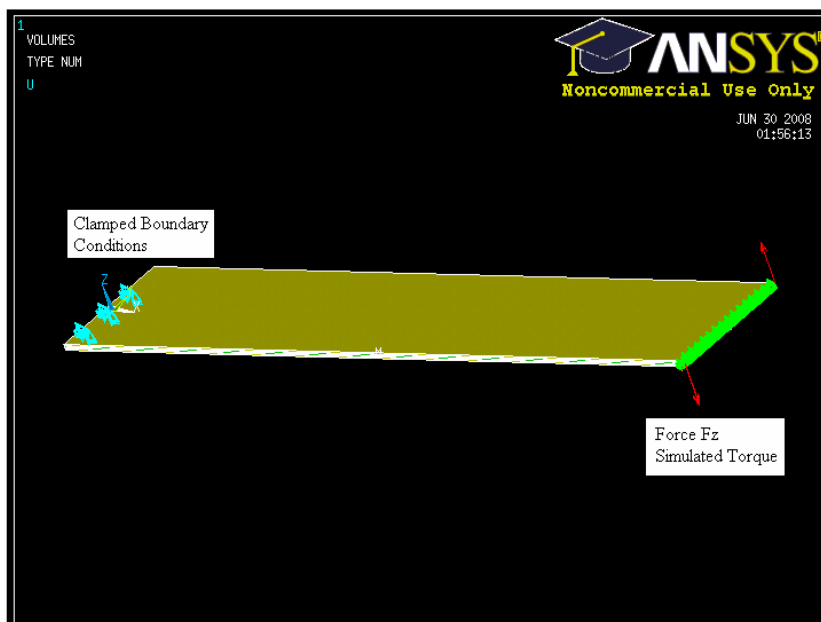 1
VOLUMES
TYPE NUM
U
ANSYS
Noncommercial Use Only
JUN 30 2008
01:56:13
Clamped Boundary
Conditions
Z
Force Fz
Simulated Torque